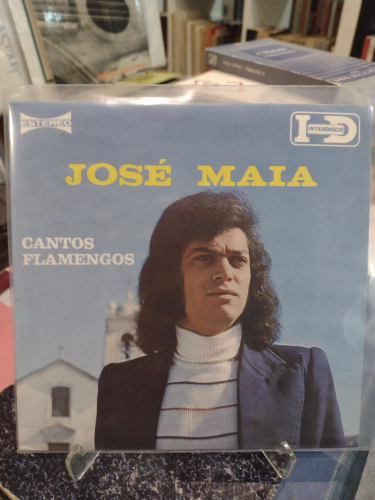 ESTEREO
INTERDISCO
JOSÉ MAIA
CANTOS
FLAMENGOS